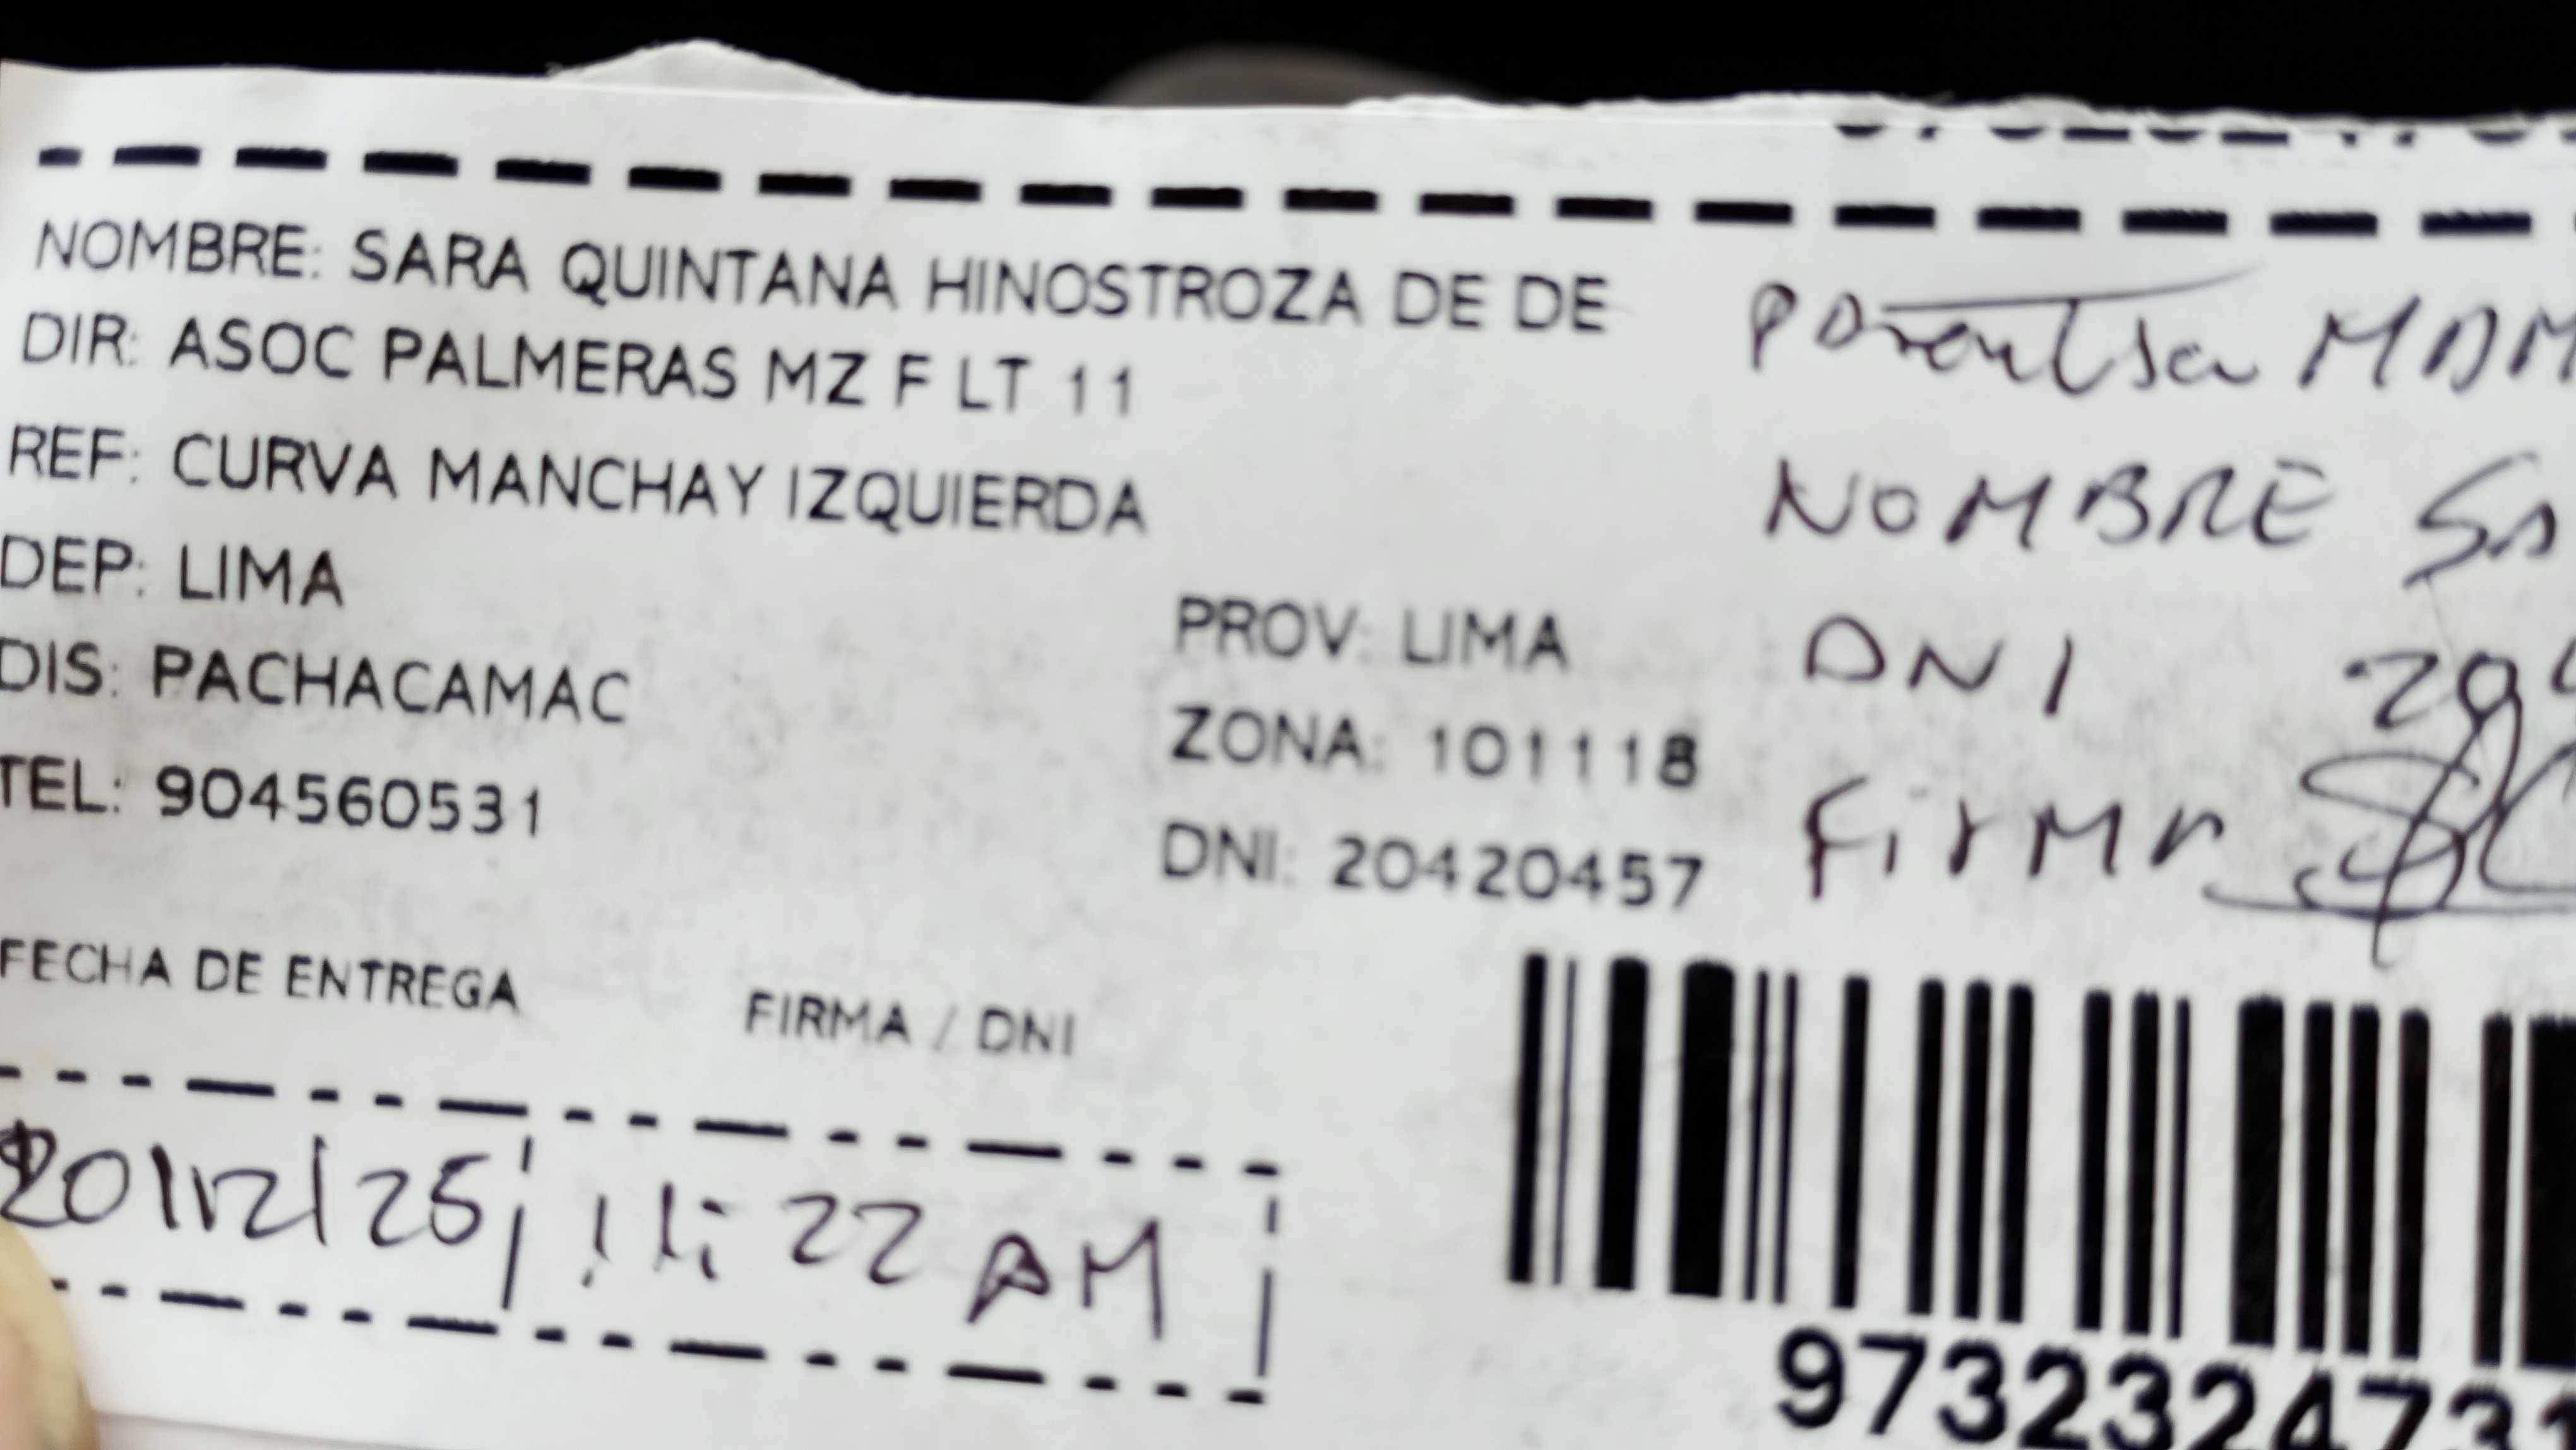 NOMBRE: SARA QUINTANA HINOSTROZA DE DE
DIR: ASOC PALMERAS MZ F LT 11
REF: CURVA MANCHAY IZQUIERDA
DEP: LIMA
PROV: LIMA
DIS: PACHACAMAC
ZONA: 101118
TEL: 904560531
DNI: 20420457
FECHA DE ENTREGA
FIRMA / DNI
20/12/25 11:22 AM
NOMBRE
DNI
FirMA
9732324731